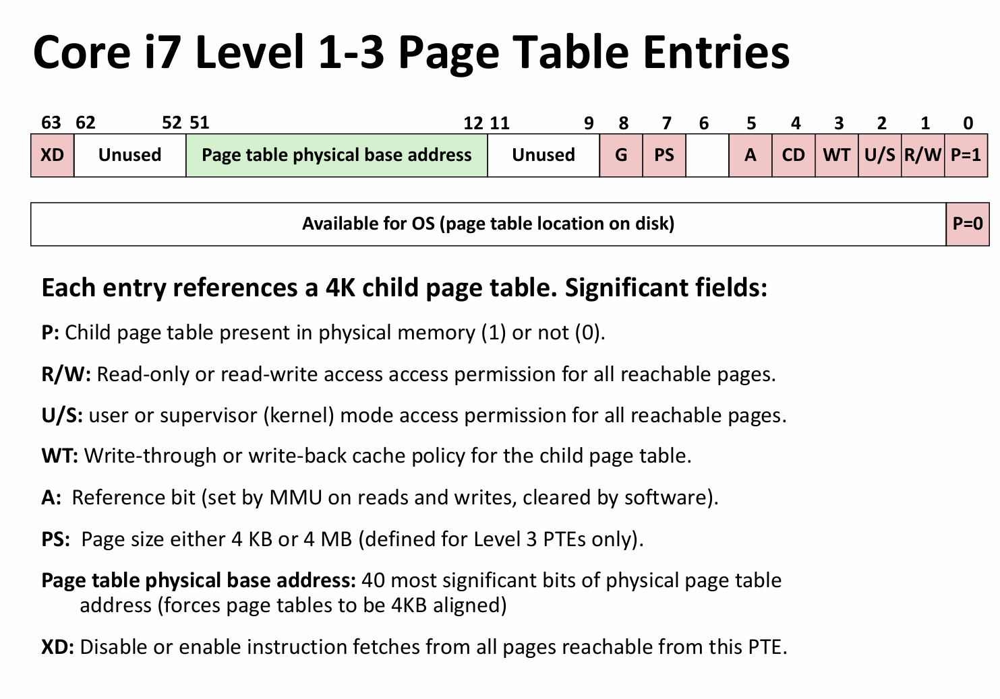 Core i7 Level 1-3 Page Table Entries
63 62 52 51 12 11 9 8 7 6 5 4 3 2 1 0
XD Unused Page table physical base address Unused G PS A CD WT U/S R/W P=1
Available for OS (page table location on disk) P=0
Each entry references a 4K child page table. Significant fields:
P: Child page table present in physical memory (1) or not (0).
R/W: Read-only or read-write access access permission for all reachable pages.
U/S: user or supervisor (kernel) mode access permission for all reachable pages.
WT: Write-through or write-back cache policy for the child page table.
A: Reference bit (set by MMU on reads and writes, cleared by software).
PS: Page size either 4 KB or 4 MB (defined for Level 3 PTEs only).
Page table physical base address: 40 most significant bits of physical page table
address (forces page tables to be 4KB aligned)
XD: Disable or enable instruction fetches from all pages reachable from this PTE.